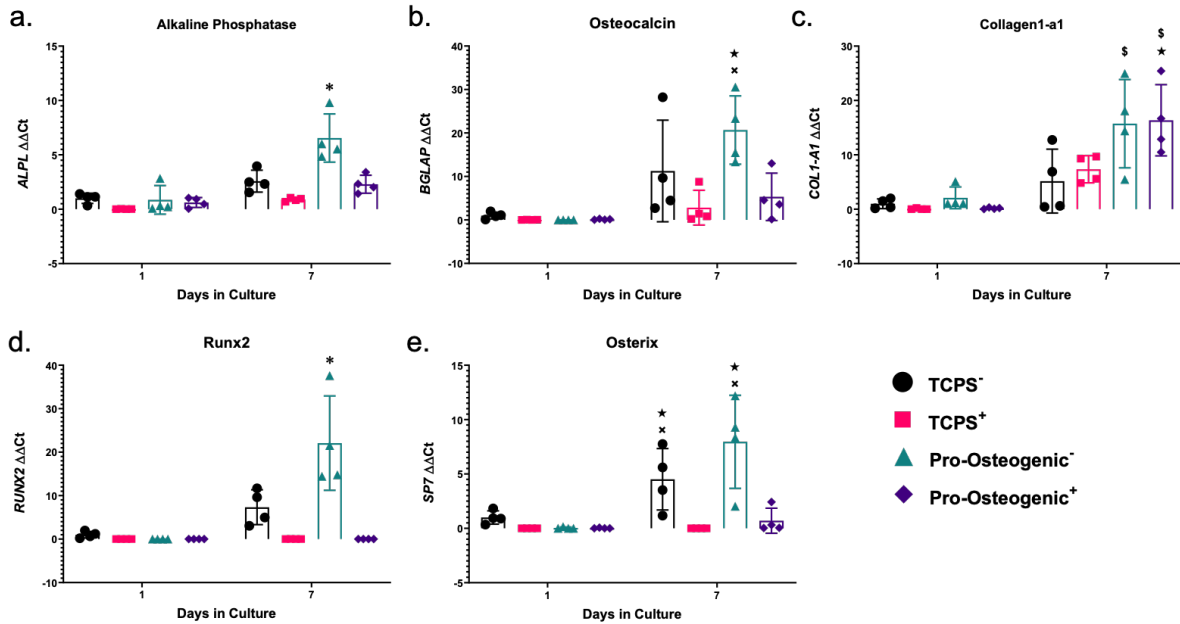 a.
Alkaline Phosphatase
ALPL ΔΔCt
15
10
5
0
-5
*
1
7
Days in Culture
b.
Osteocalcin
BGLAP ΔΔCt
40
30
20
10
0
-10
★
×
1
7
Days in Culture
c.
Collagen1-a1
COL1-A1 ΔΔCt
30
20
10
0
-10
$
$
★
1
7
Days in Culture
d.
Runx2
RUNX2 ΔΔCt
40
30
20
10
0
-10
*
1
7
Days in Culture
e.
Osterix
SP7 ΔΔCt
15
10
5
0
-5
★
×
★
×
1
7
Days in Culture
TCPS⁻
TCPS⁺
Pro-Osteogenic⁻
Pro-Osteogenic⁺